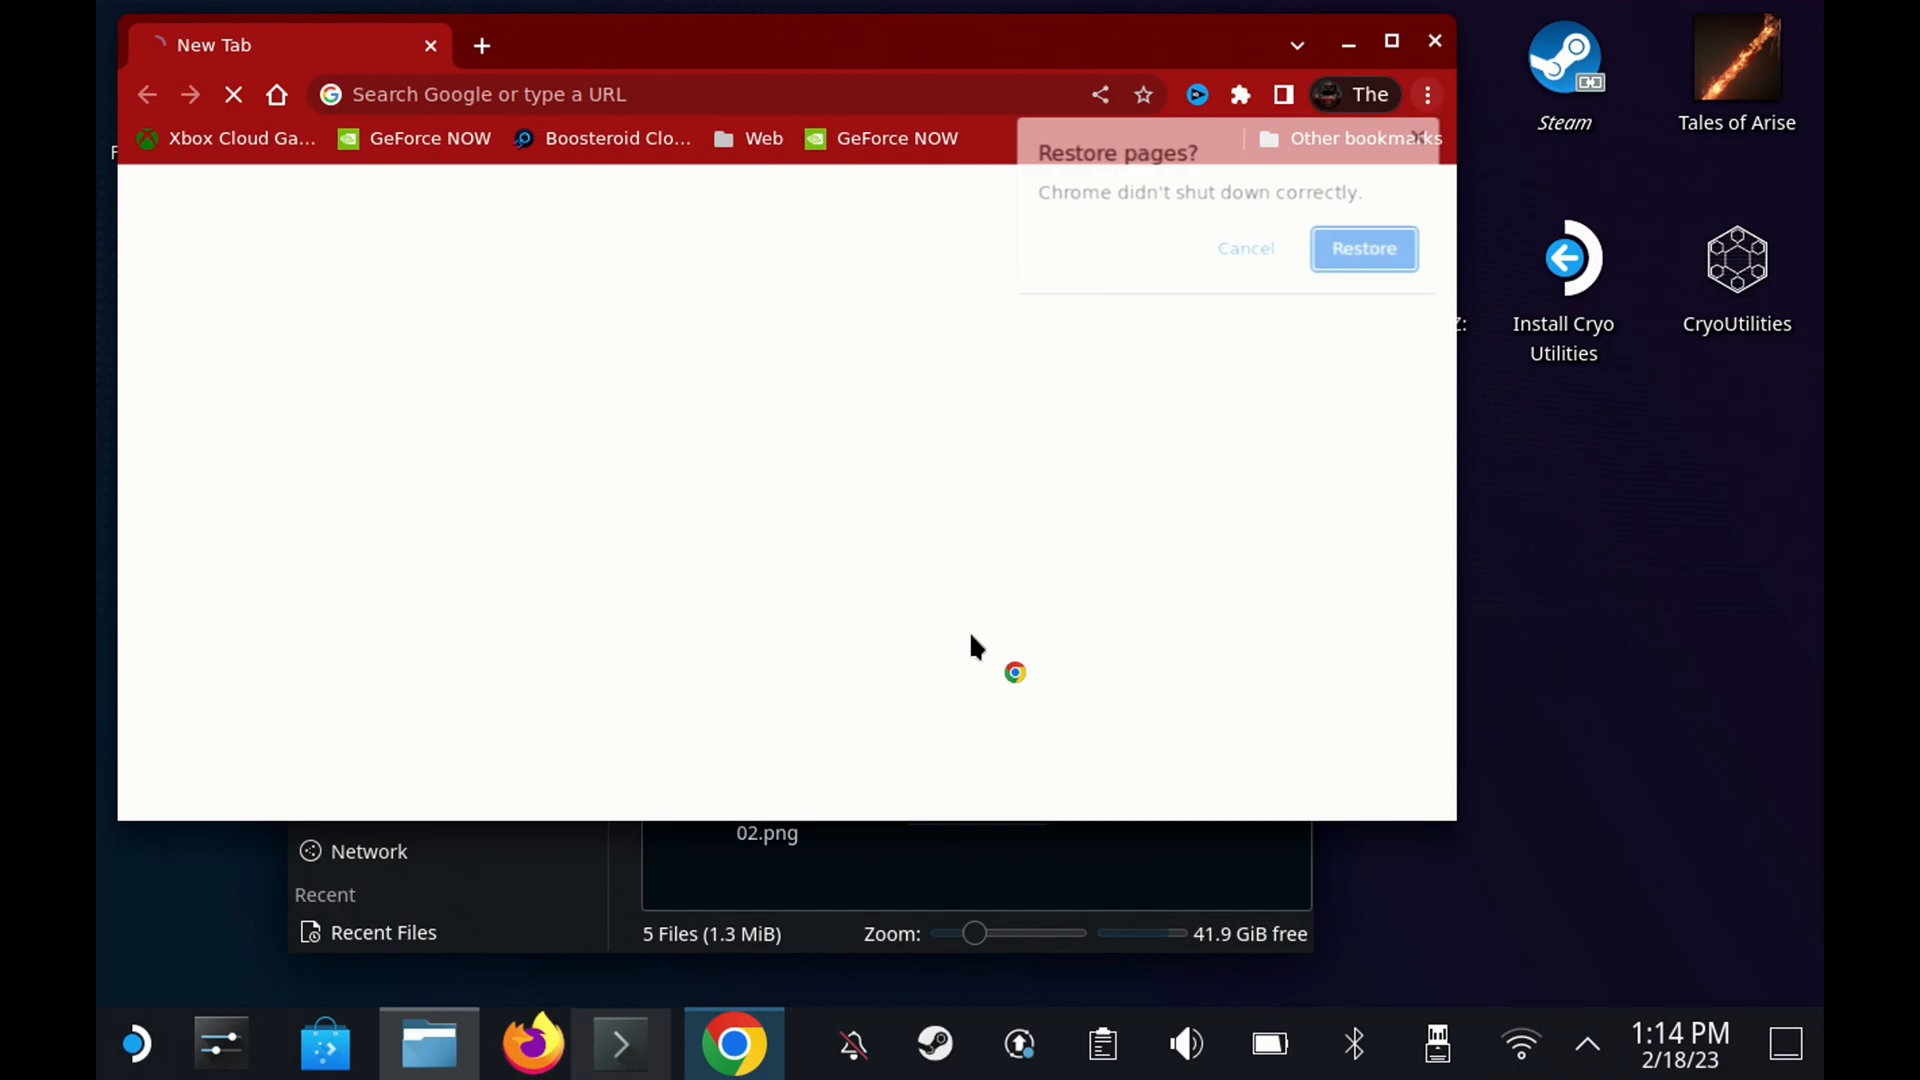 New Tab
Search Google or type a URL
The
Xbox Cloud Ga...
GeForce NOW
Boosteroid Clo...
Web
GeForce NOW
Other bookmarks
Restore pages?
Chrome didn't shut down correctly.
Cancel
Restore
Steam
Tales of Arise
F
Z:
Install Cryo
Utilities
CryoUtilities
02.png
Network
Recent
Recent Files
5 Files (1.3 MiB)
Zoom:
41.9 GiB free
1:14 PM
2/18/23